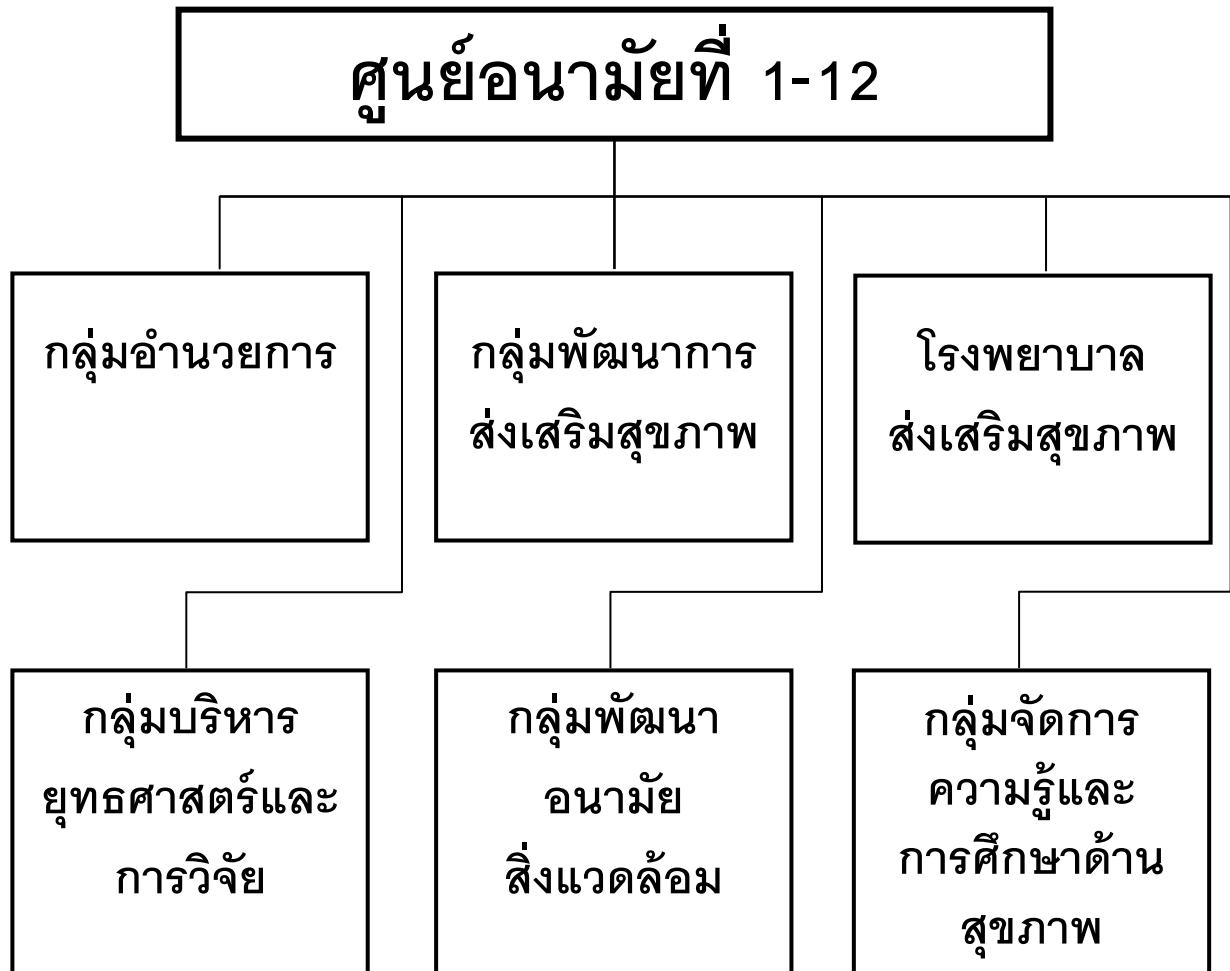 ศูนย์อนามัยที่ 1-12
กลุ่มอำนวยการ
กลุ่มพัฒนาการ
ส่งเสริมสุขภาพ
โรงพยาบาล
ส่งเสริมสุขภาพ
กลุ่มบริหาร
ยุทธศาสตร์และ
การวิจัย
กลุ่มพัฒนา
อนามัย
สิ่งแวดล้อม
กลุ่มจัดการ
ความรู้และ
การศึกษาด้าน
สุขภาพ